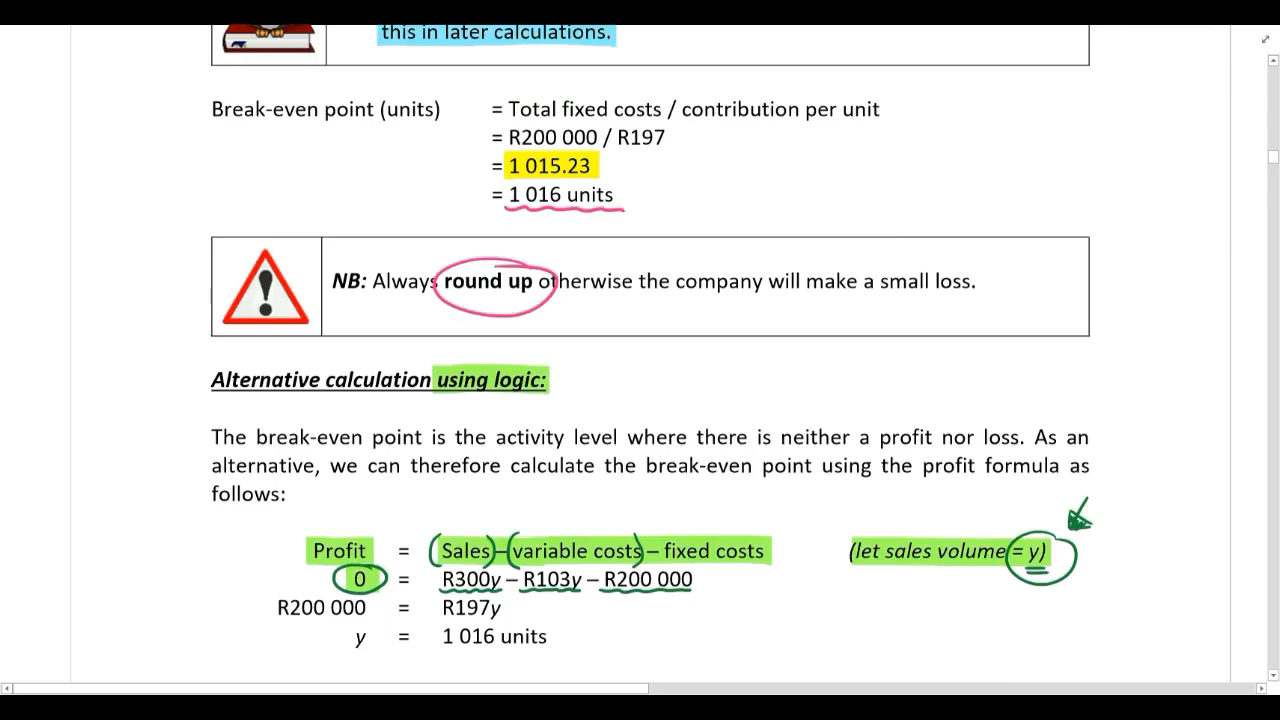 this in later calculations.
Break-even point (units) = Total fixed costs / contribution per unit
= R200 000 / R197
= 1 015.23
= 1 016 units
NB: Always round up otherwise the company will make a small loss.
Alternative calculation using logic:
The break-even point is the activity level where there is neither a profit nor loss. As an
alternative, we can therefore calculate the break-even point using the profit formula as
follows:
Profit = (Sales) – (variable costs) – fixed costs (let sales volume = y)
0 = R300y – R103y – R200 000
R200 000 = R197y
y = 1 016 units